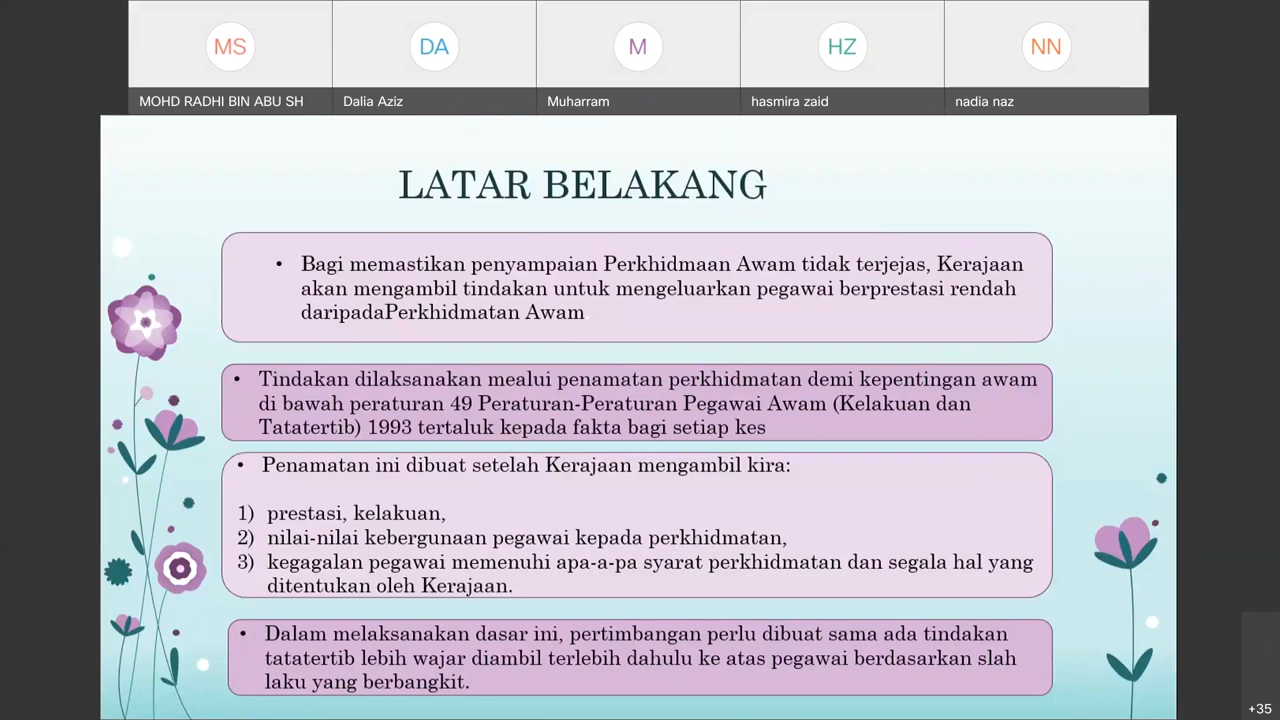 MS
DA
M
HZ
NN
MOHD RADHI BIN ABU SH
Dalia Aziz
Muharram
hasmira zaid
nadia naz
LATAR BELAKANG
• Bagi memastikan penyampaian Perkhidmaan Awam tidak terjejas, Kerajaan
akan mengambil tindakan untuk mengeluarkan pegawai berprestasi rendah
daripadaPerkhidmatan Awam
• Tindakan dilaksanakan mealui penamatan perkhidmatan demi kepentingan awam
di bawah peraturan 49 Peraturan-Peraturan Pegawai Awam (Kelakuan dan
Tatatertib) 1993 tertaluk kepada fakta bagi setiap kes
• Penamatan ini dibuat setelah Kerajaan mengambil kira:
1) prestasi, kelakuan,
2) nilai-nilai kebergunaan pegawai kepada perkhidmatan,
3) kegagalan pegawai memenuhi apa-a-pa syarat perkhidmatan dan segala hal yang
ditentukan oleh Kerajaan.
• Dalam melaksanakan dasar ini, pertimbangan perlu dibuat sama ada tindakan
tatatertib lebih wajar diambil terlebih dahulu ke atas pegawai berdasarkan slah
laku yang berbangkit.
+35